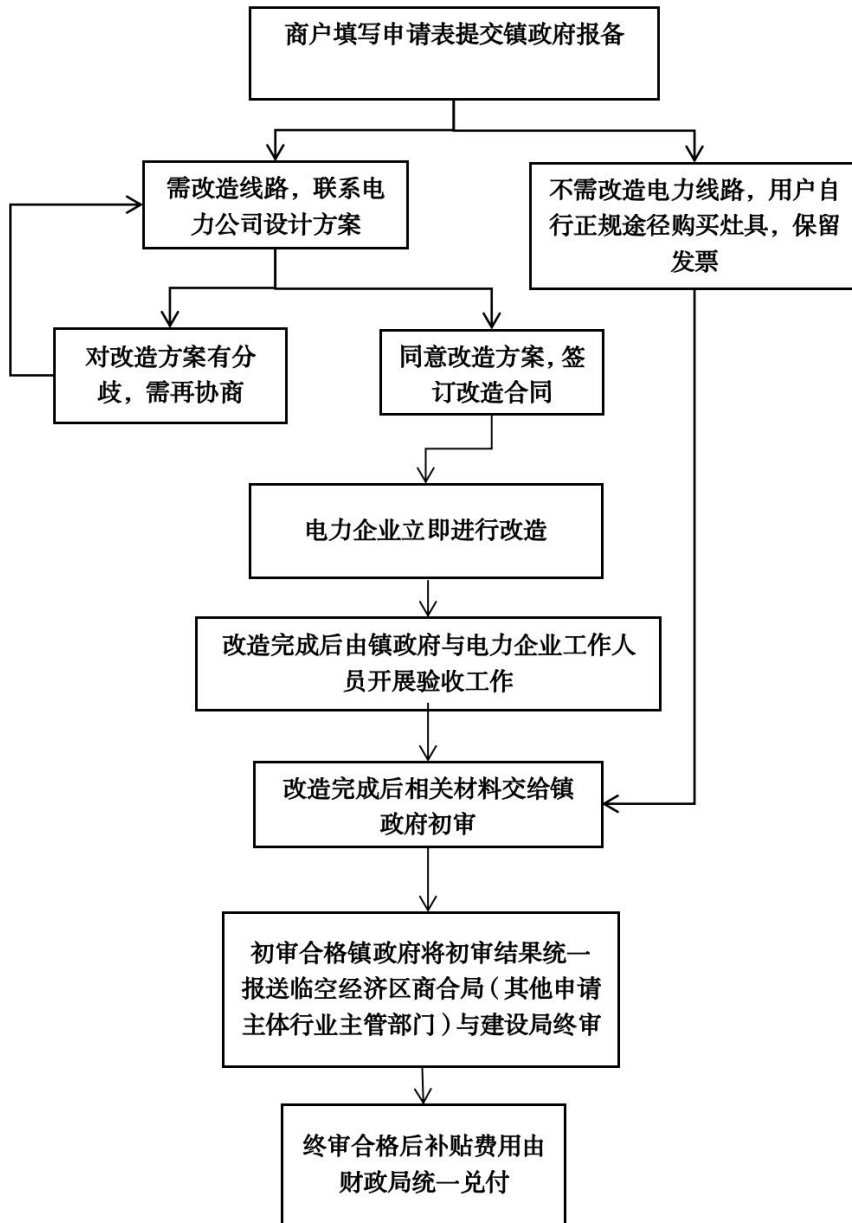 商户填写申请表提交镇政府报备
需改造线路，联系电
力公司设计方案
不需改造电力线路，用户自
行正规途径购买灶具，保留
发票
对改造方案有分
歧，需再协商
同意改造方案，签
订改造合同
电力企业立即进行改造
改造完成后由镇政府与电力企业工作人
员开展验收工作
改造完成后相关材料交给镇
政府初审
初审合格镇政府将初审结果统一
报送临空经济区商合局（其他申请
主体行业主管部门）与建设局终审
终审合格后补贴费用由
财政局统一兑付